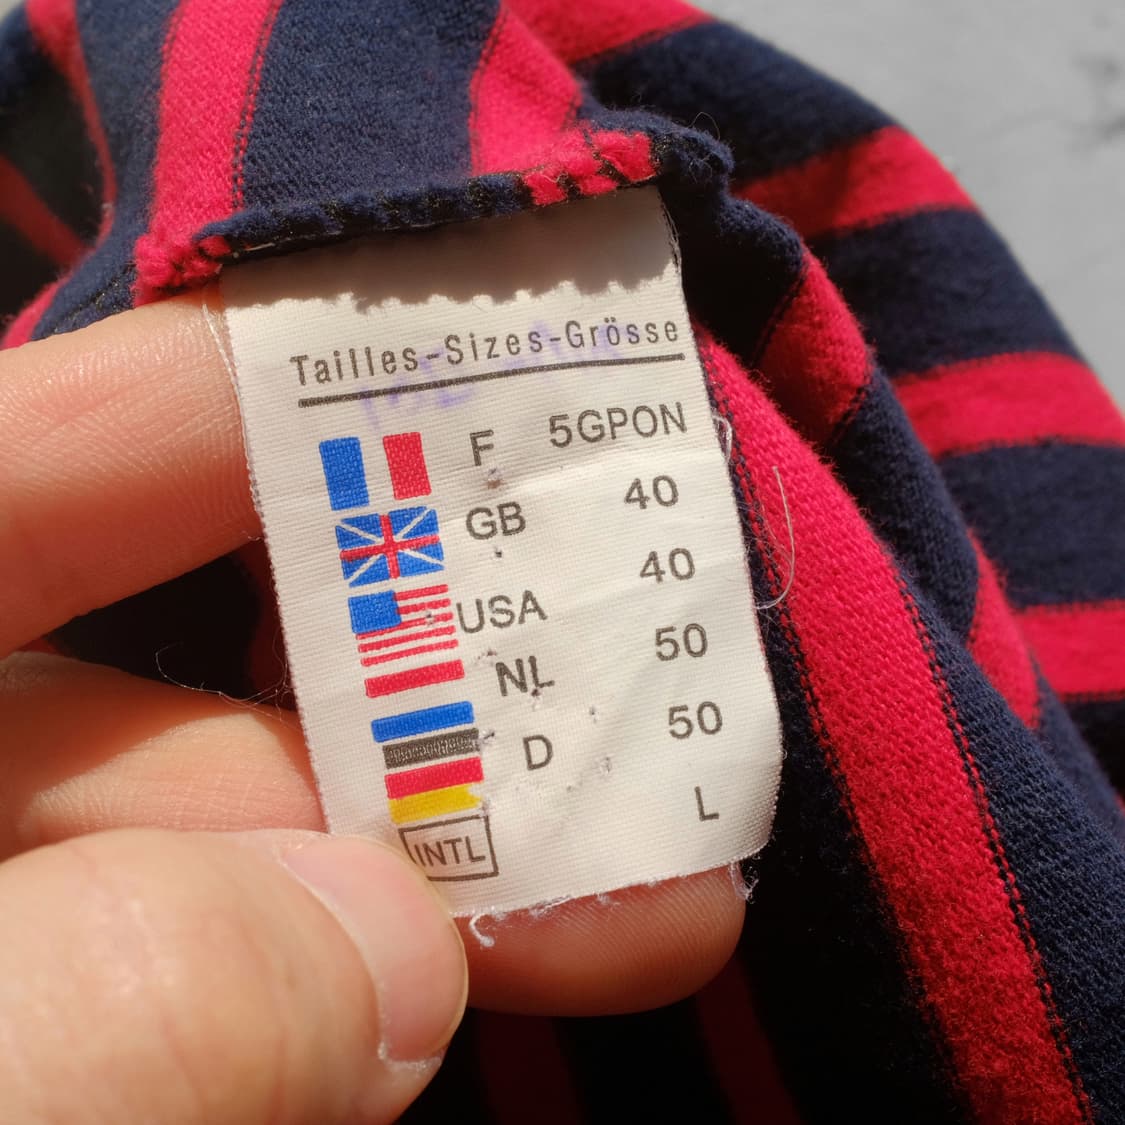 Tailles-Sizes-Grösse
F 5GPON
GB 40
USA 40
NL 50
D 50
INTL L